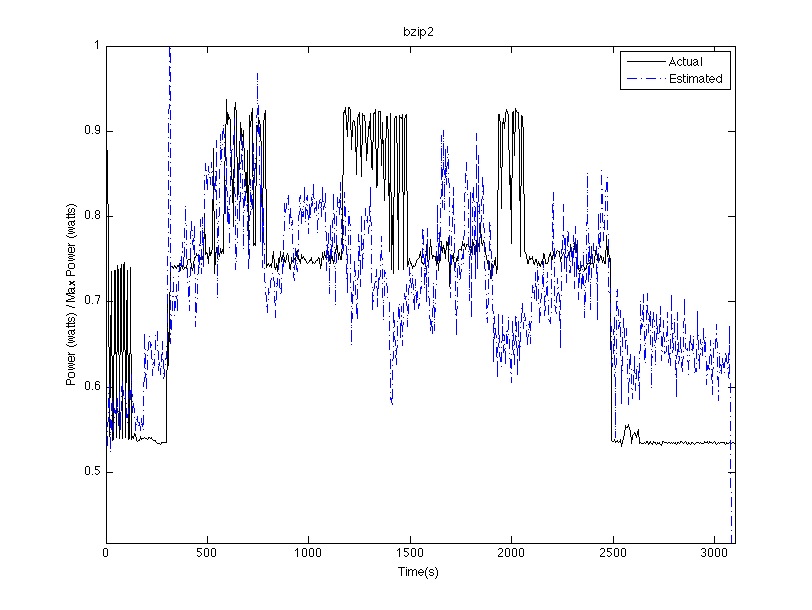 bzip2
Actual
Estimated
Power (watts) / Max Power (watts)
1
0.9
0.8
0.7
0.6
0.5
0 500 1000 1500 2000 2500 3000
Time(s)